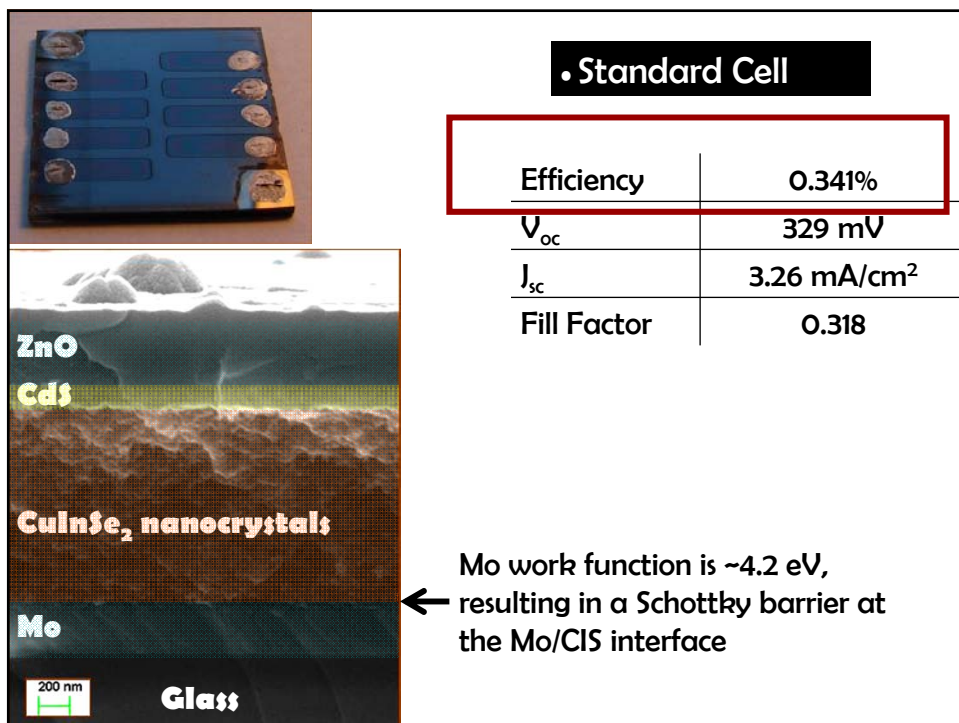 • Standard Cell
Efficiency 0.341%
Voc 329 mV
Jsc 3.26 mA/cm²
Fill Factor 0.318
ZnO
CdS
CuInSe₂ nanocrystals
Mo
200 nm
Glass
Mo work function is ~4.2 eV,
resulting in a Schottky barrier at
the Mo/CIS interface